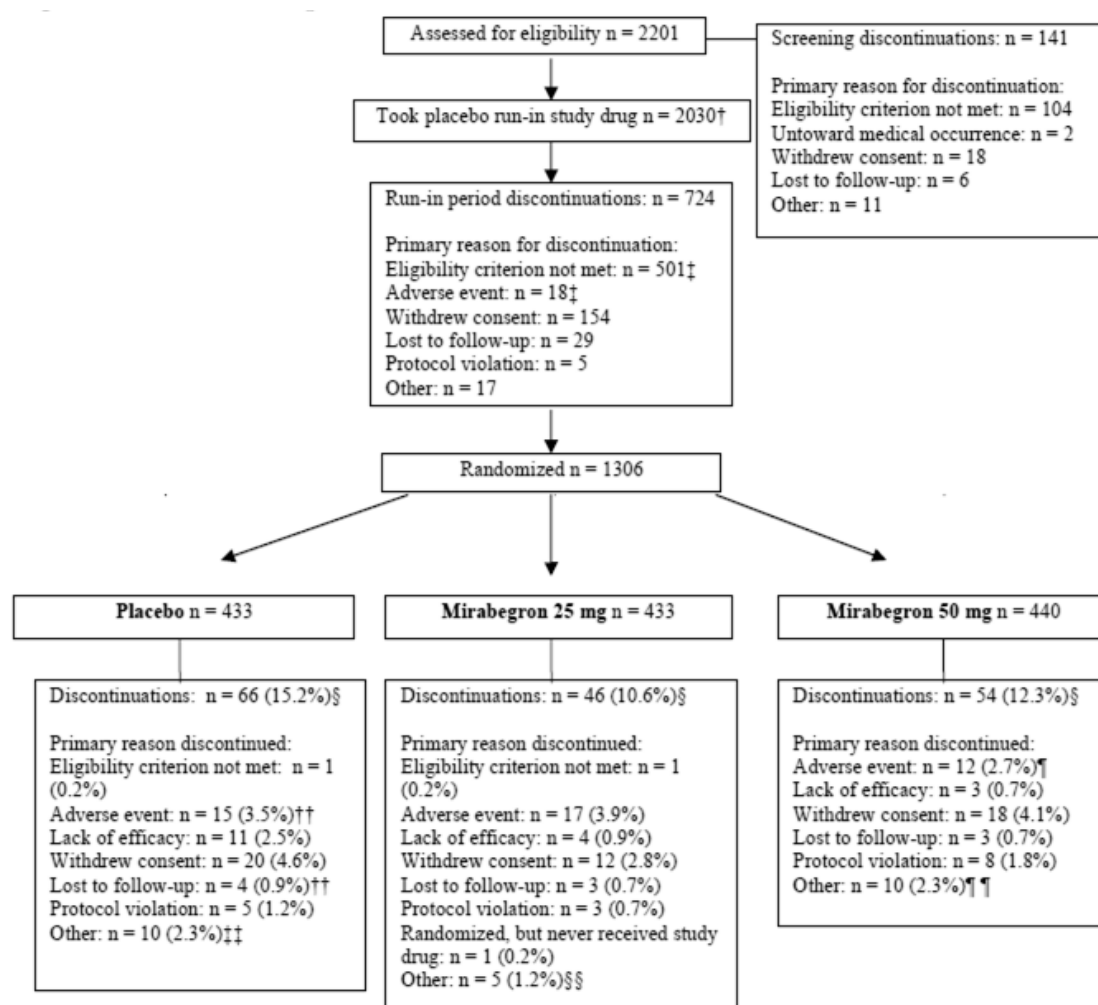 Assessed for eligibility n = 2201
Screening discontinuations: n = 141
Primary reason for discontinuation:
Eligibility criterion not met: n = 104
Untoward medical occurrence: n = 2
Withdrew consent: n = 18
Lost to follow-up: n = 6
Other: n = 11
Took placebo run-in study drug n = 2030†
Run-in period discontinuations: n = 724
Primary reason for discontinuation:
Eligibility criterion not met: n = 501‡
Adverse event: n = 18‡
Withdrew consent: n = 154
Lost to follow-up: n = 29
Protocol violation: n = 5
Other: n = 17
Randomized n = 1306
Placebo n = 433
Discontinuations: n = 66 (15.2%)§
Primary reason discontinued:
Eligibility criterion not met: n = 1
(0.2%)
Adverse event: n = 15 (3.5%)††
Lack of efficacy: n = 11 (2.5%)
Withdrew consent: n = 20 (4.6%)
Lost to follow-up: n = 4 (0.9%)††
Protocol violation: n = 5 (1.2%)
Other: n = 10 (2.3%)‡‡
Mirabegron 25 mg n = 433
Discontinuations: n = 46 (10.6%)§
Primary reason discontinued:
Eligibility criterion not met: n = 1
(0.2%)
Adverse event: n = 17 (3.9%)
Lack of efficacy: n = 4 (0.9%)
Withdrew consent: n = 12 (2.8%)
Lost to follow-up: n = 3 (0.7%)
Protocol violation: n = 3 (0.7%)
Randomized, but never received study
drug: n = 1 (0.2%)
Other: n = 5 (1.2%)§§
Mirabegron 50 mg n = 440
Discontinuations: n = 54 (12.3%)§
Primary reason discontinued:
Adverse event: n = 12 (2.7%)¶
Lack of efficacy: n = 3 (0.7%)
Withdrew consent: n = 18 (4.1%)
Lost to follow-up: n = 3 (0.7%)
Protocol violation: n = 8 (1.8%)
Other: n = 10 (2.3%)¶ ¶